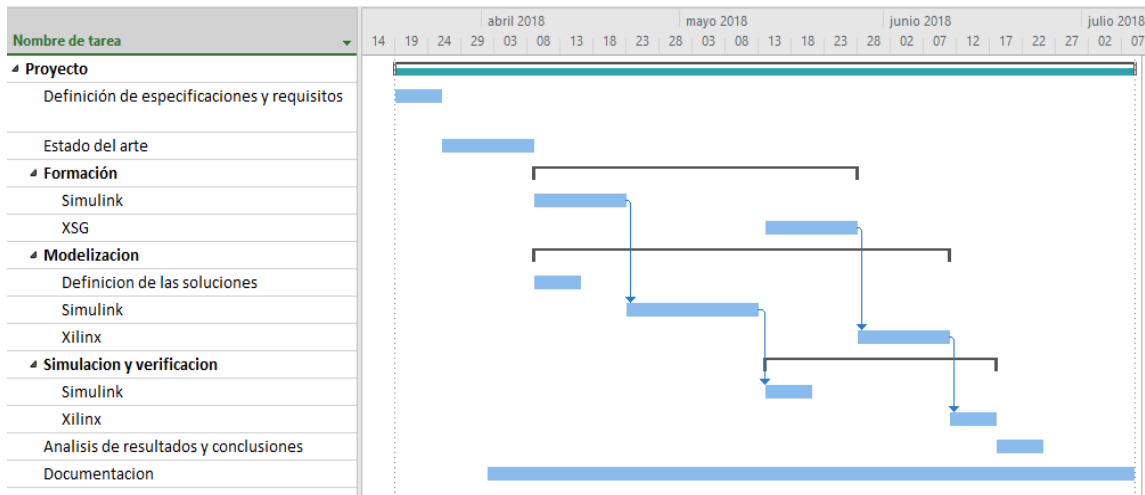 abril 2018 mayo 2018 junio 2018 julio 2018
Nombre de tarea 14 19 24 29 03 08 13 18 23 28 03 08 13 18 23 28 02 07 12 17 22 27 02 07
Proyecto
Definición de especificaciones y requisitos
Estado del arte
Formación
Simulink
XSG
Modelizacion
Definicion de las soluciones
Simulink
Xilinx
Simulacion y verificacion
Simulink
Xilinx
Analisis de resultados y conclusiones
Documentacion